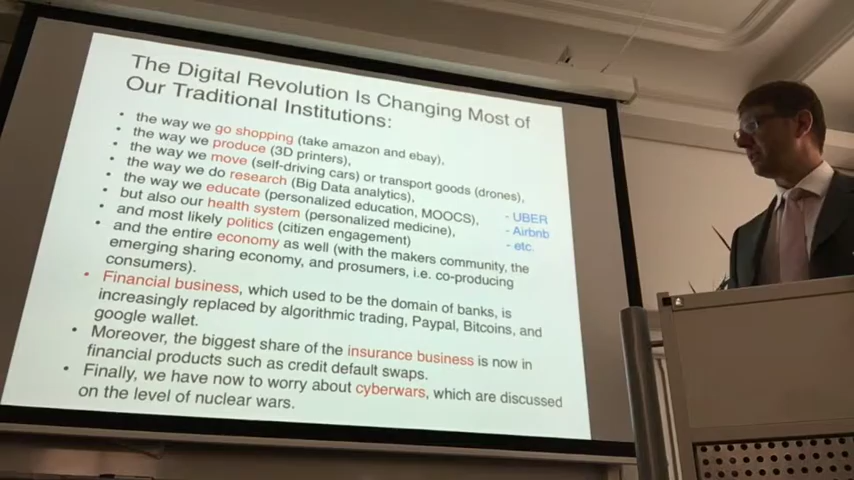 The Digital Revolution Is Changing Most of
Our Traditional Institutions:
• the way we go shopping (take amazon and ebay),
• the way we produce (3D printers),
• the way we move (self-driving cars) or transport goods (drones),
• the way we do research (Big Data analytics),
• the way we educate (personalized education, MOOCS),
• but also our health system (personalized medicine),
• and most likely politics (citizen engagement)
• and the entire economy as well (with the makers community, the
emerging sharing economy, and prosumers, i.e. co-producing
consumers).
- UBER
- Airbnb
- etc.
• Financial business, which used to be the domain of banks, is
increasingly replaced by algorithmic trading, Paypal, Bitcoins, and
google wallet.
• Moreover, the biggest share of the insurance business is now in
financial products such as credit default swaps.
• Finally, we have now to worry about cyberwars, which are discussed
on the level of nuclear wars.